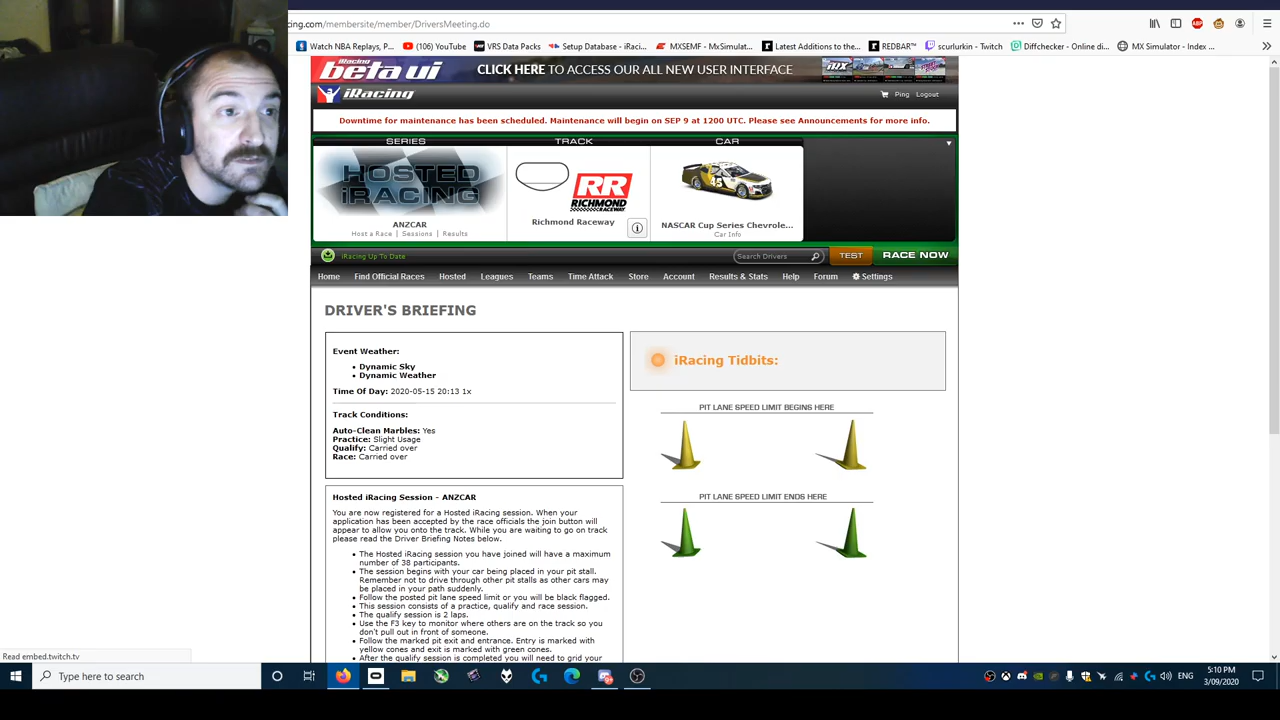 cing.com/membersite/member/DriversMeeting.do
Watch NBA Replays, P... (106) YouTube VRS Data Packs Setup Database - iRaci... MXSEMF - MxSimulat... Latest Additions to the... REDBAR™ scurlurkin - Twitch Diffchecker - Online di... MX Simulator - Index ...
iRacing beta ui CLICK HERE TO ACCESS OUR ALL NEW USER INTERFACE
iRacing Ping Logout
Downtime for maintenance has been scheduled. Maintenance will begin on SEP 9 at 1200 UTC. Please see Announcements for more info.
SERIES TRACK CAR
HOSTED iRACING
RR RICHMOND RACEWAY
ANZCAR Richmond Raceway NASCAR Cup Series Chevrole...
Host a Race | Sessions | Results Car Info
iRacing Up To Date Search Drivers TEST RACE NOW
Home Find Official Races Hosted Leagues Teams Time Attack Store Account Results & Stats Help Forum Settings
DRIVER'S BRIEFING
Event Weather:
• Dynamic Sky
• Dynamic Weather
Time Of Day: 2020-05-15 20:13 1x
Track Conditions:
Auto-Clean Marbles: Yes
Practice: Slight Usage
Qualify: Carried over
Race: Carried over
Hosted iRacing Session - ANZCAR
You are now registered for a Hosted iRacing session. When your
application has been accepted by the race officials the join button will
appear to allow you onto the track. While you are waiting to go on track
please read the Driver Briefing Notes below.
• The Hosted iRacing session you have joined will have a maximum
number of 38 participants.
• The session begins with your car being placed in your pit stall.
Remember not to drive through other pit stalls as other cars may
be placed in your path suddenly.
• Follow the posted pit lane speed limit or you will be black flagged.
• This session consists of a practice, qualify and race session.
• The qualify session is 2 laps.
• Use the F3 key to monitor where others are on the track so you
don't pull out in front of someone.
• Follow the marked pit exit and entrance. Entry is marked with
yellow cones and exit is marked with green cones.
• After the qualify session is completed you will need to grid your
iRacing Tidbits:
PIT LANE SPEED LIMIT BEGINS HERE
PIT LANE SPEED LIMIT ENDS HERE
Read embed.twitch.tv
Type here to search
ENG
5:10 PM
3/09/2020